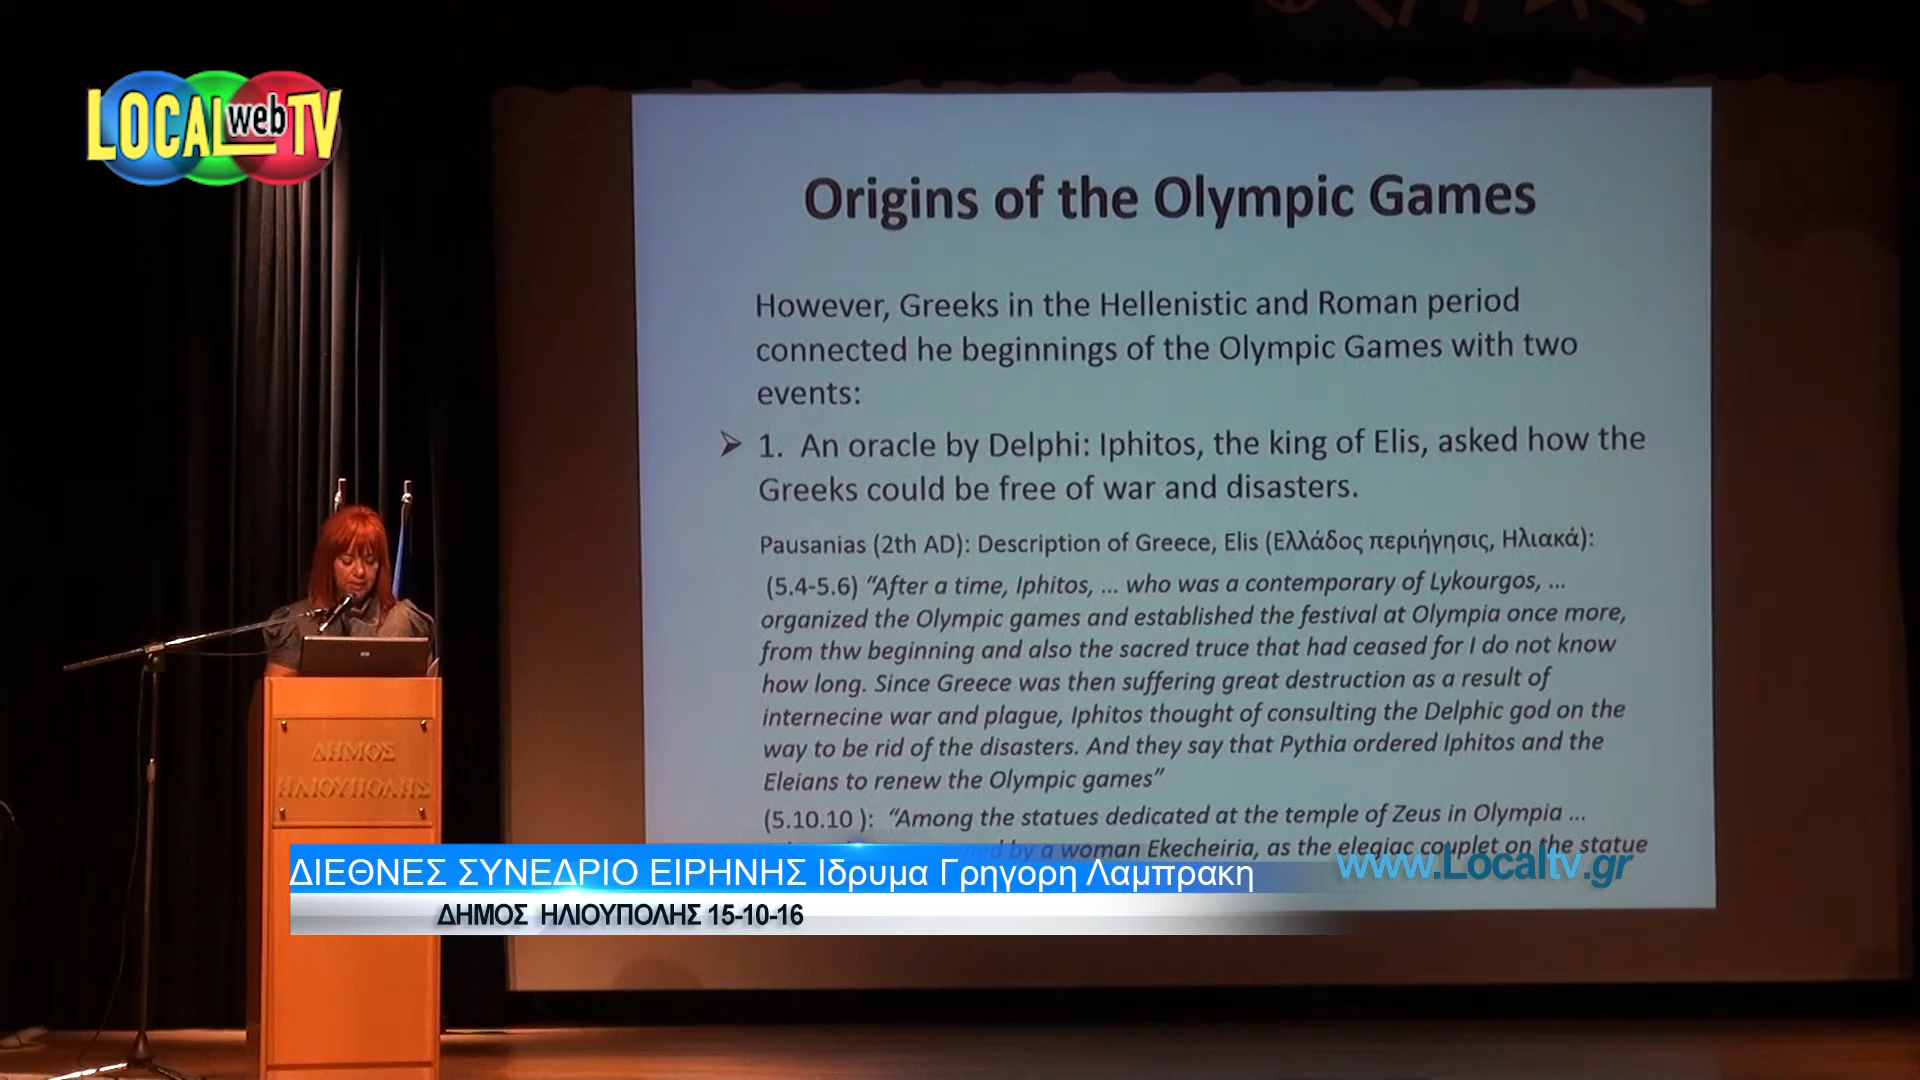 LOCAL web TV
Origins of the Olympic Games
However, Greeks in the Hellenistic and Roman period
connected he beginnings of the Olympic Games with two
events:
➢ 1. An oracle by Delphi: Iphitos, the king of Elis, asked how the
Greeks could be free of war and disasters.
Pausanias (2th AD): Description of Greece, Elis (Ελλάδος περιήγησις, Ηλιακά):
(5.4-5.6) “After a time, Iphitos, ... who was a contemporary of Lykourgos, ...
organized the Olympic games and established the festival at Olympia once more,
from thw beginning and also the sacred truce that had ceased for I do not know
how long. Since Greece was then suffering great destruction as a result of
internecine war and plague, Iphitos thought of consulting the Delphic god on the
way to be rid of the disasters. And they say that Pythia ordered Iphitos and the
Eleians to renew the Olympic games”
(5.10.10 ): “Among the statues dedicated at the temple of Zeus in Olympia ...
by a woman Ekecheiria, as the elegiac couplet on the statue
ΔΗΜΟΣ
ΗΛΙΟΥΠΟΛΗΣ
ΔΙΕΘΝΕΣ ΣΥΝΕΔΡΙΟ ΕΙΡΗΝΗΣ Ιδρυμα Γρηγορη Λαμπρακη
www.Localtv.gr
ΔΗΜΟΣ ΗΛΙΟΥΠΟΛΗΣ 15-10-16